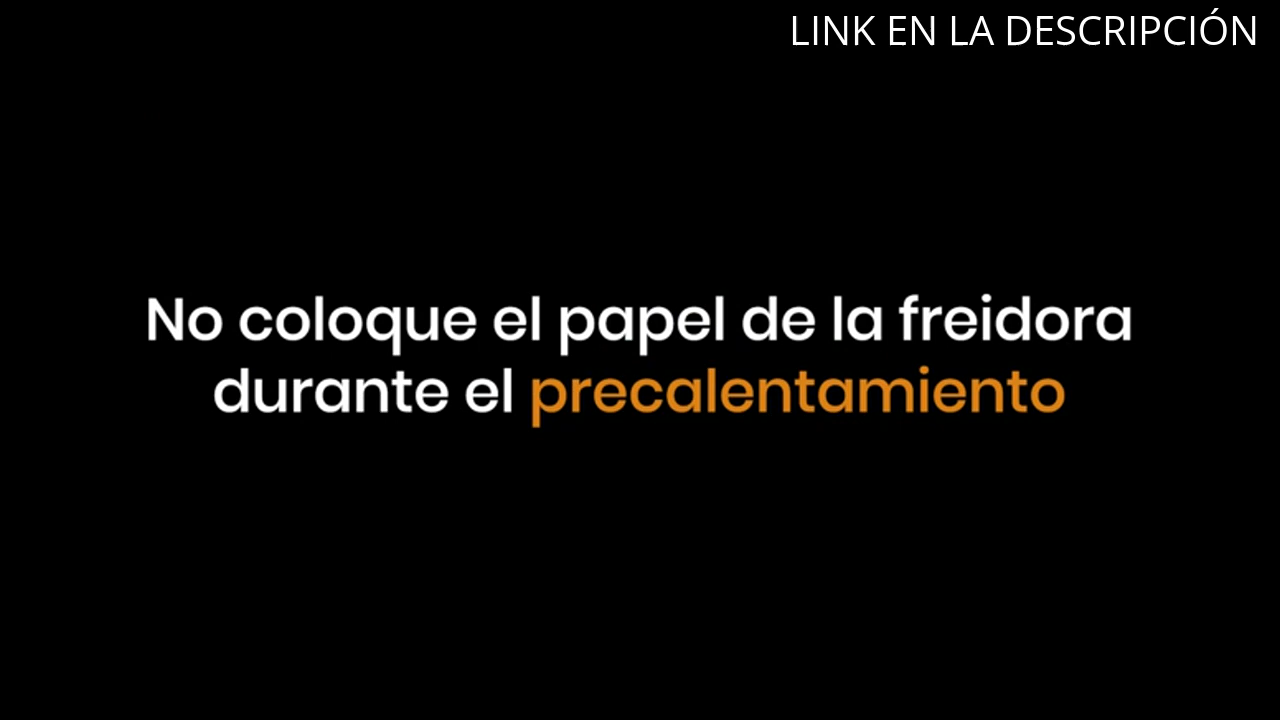 LINK EN LA DESCRIPCIÓN
No coloque el papel de la freidora
durante el precalentamiento